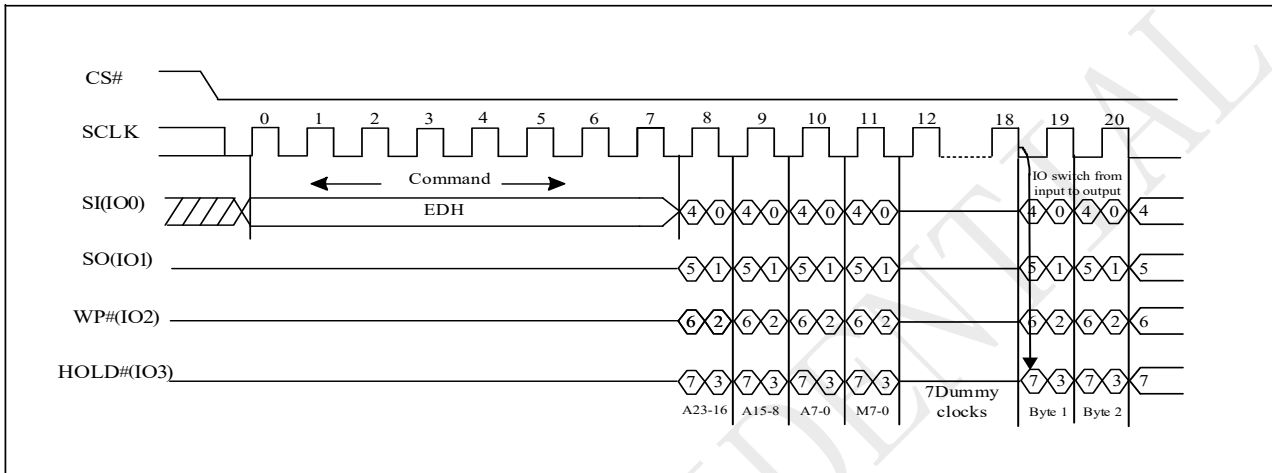 CS#
SCLK
0 1 2 3 4 5 6 7 8 9 10 11 12 18 19 20
Command
IO switch from
input to output
SI(IO0)
EDH
4 0 4 0 4 0 4 0 4 0 4 0 4
SO(IO1)
5 1 5 1 5 1 5 1 5 1 5 1 5
WP#(IO2)
6 2 6 2 6 2 6 2 6 2 6 2 6
HOLD#(IO3)
7 3 7 3 7 3 7 3 7 3 7 3 7
7Dummy
clocks
A23-16 A15-8 A7-0 M7-0 Byte 1 Byte 2
DENTIAL